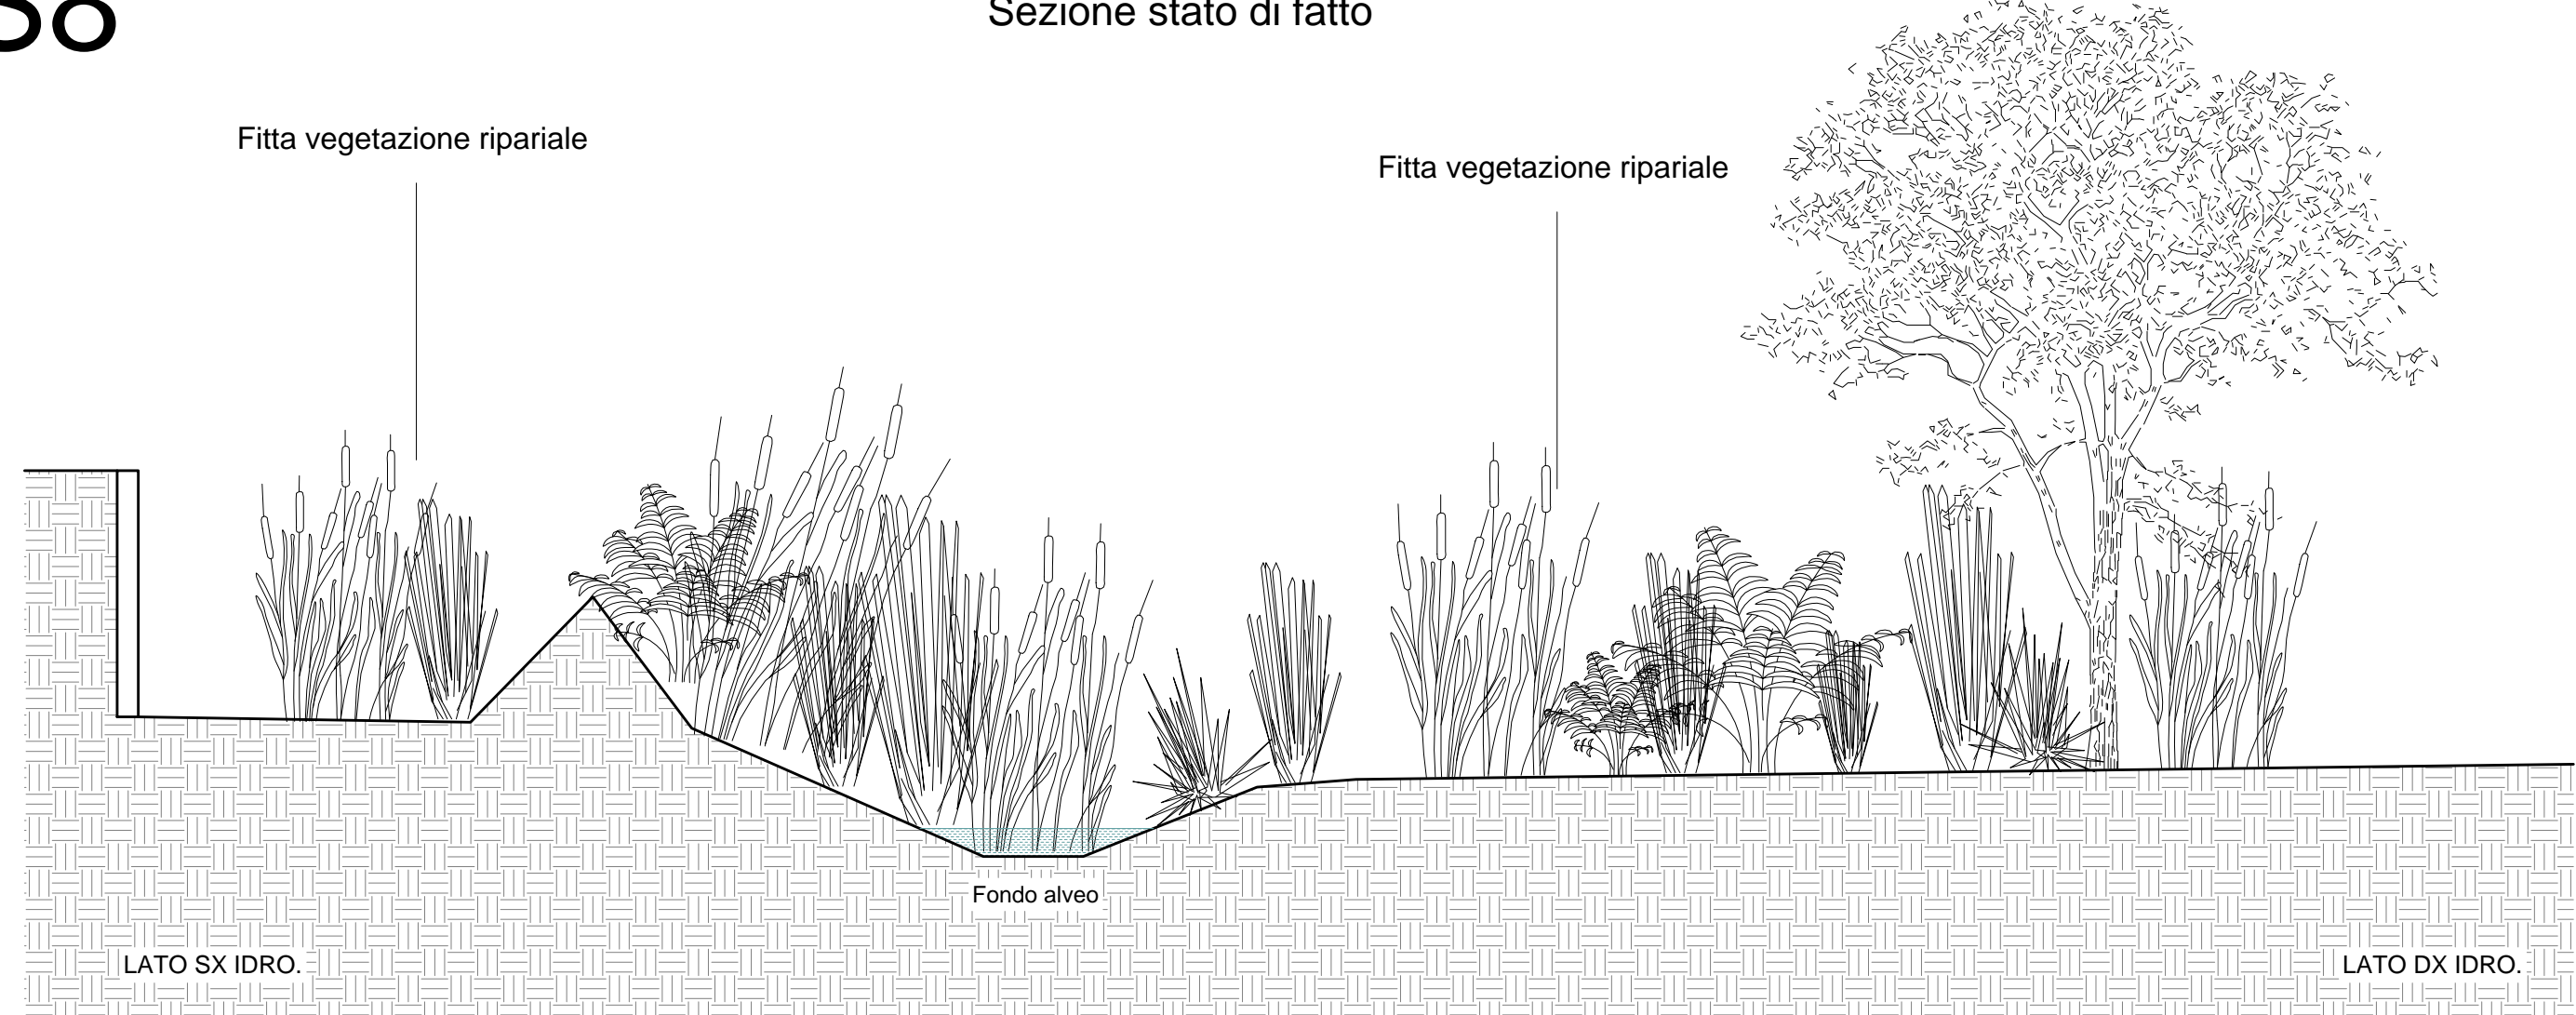 Sezione stato di fatto
Fitta vegetazione ripariale
Fitta vegetazione ripariale
Fondo alveo
LATO SX IDRO.
LATO DX IDRO.